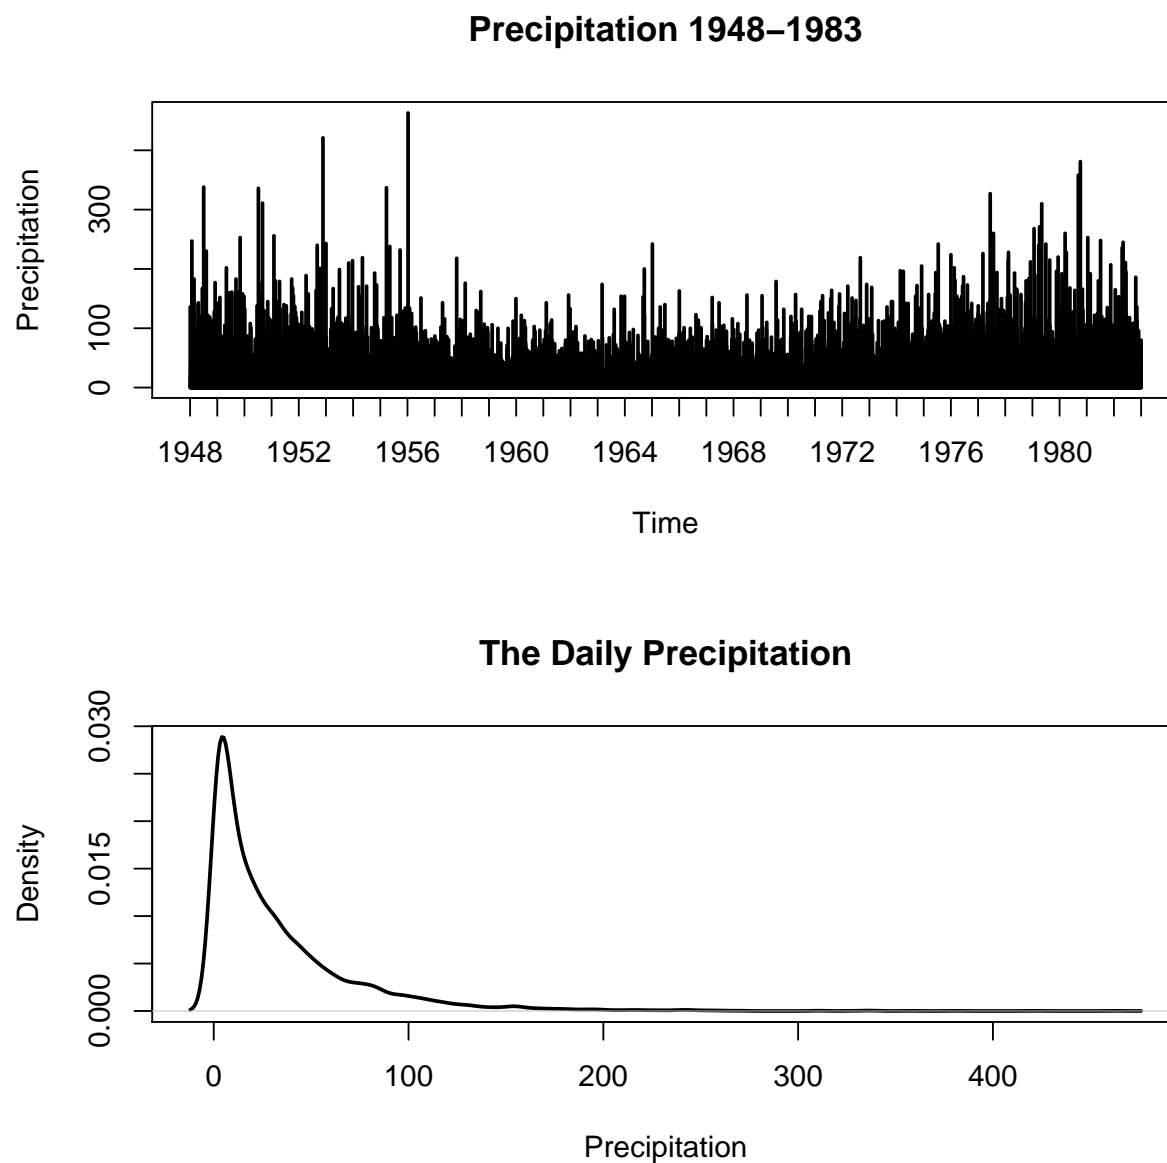 Precipitation 1948–1983
Precipitation
300
100
0
1948 1952 1956 1960 1964 1968 1972 1976 1980
Time
The Daily Precipitation
Density
0.030
0.015
0.000
0 100 200 300 400
Precipitation